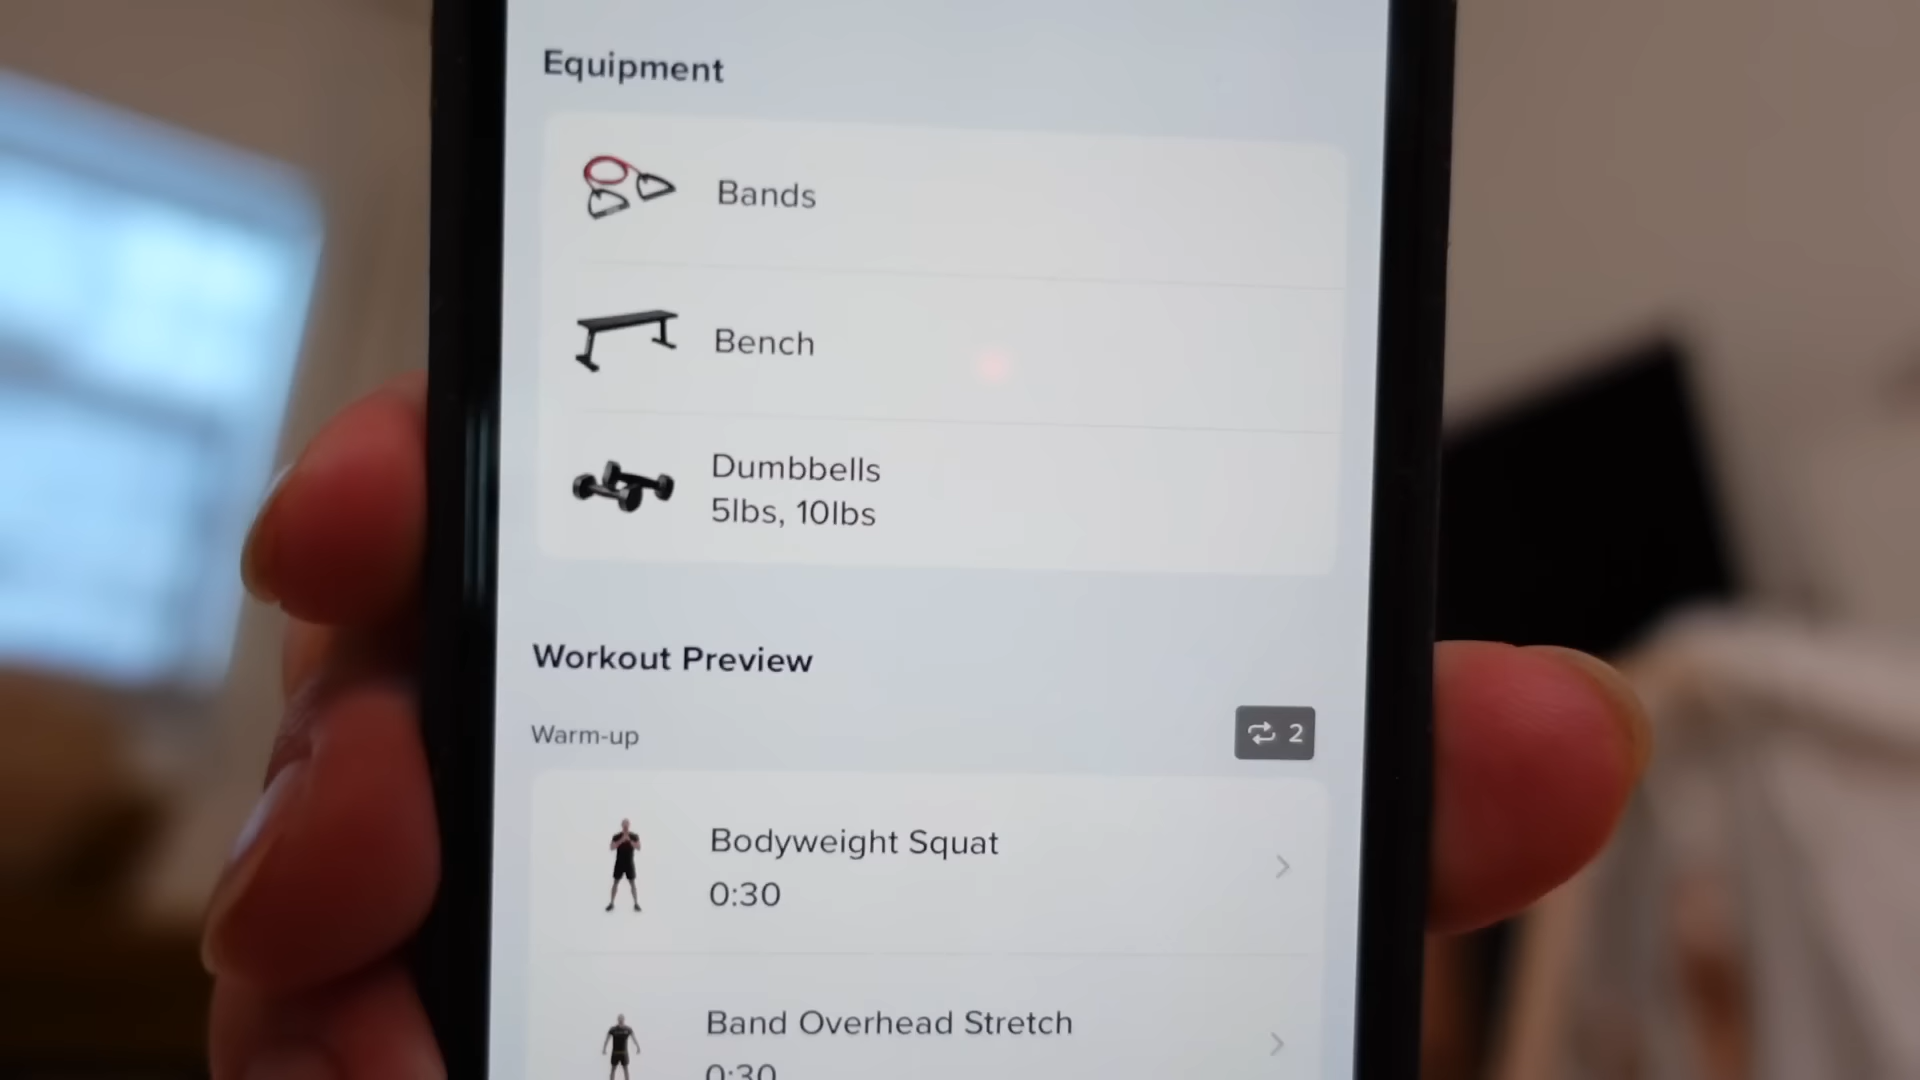 Equipment
Bands
Bench
Dumbbells
5lbs, 10lbs
Workout Preview
Warm-up
2
Bodyweight Squat
0:30
Band Overhead Stretch
0:30